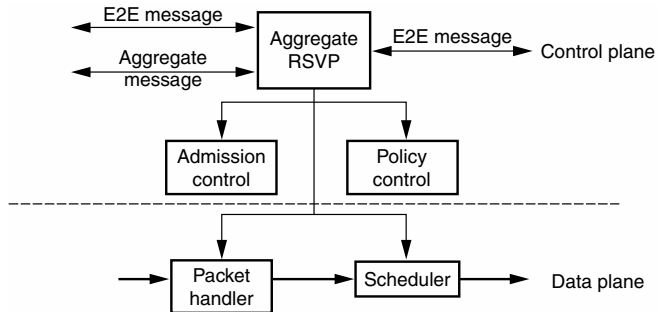 E2E message
Aggregate
RSVP
E2E message
Control plane
Aggregate
message
Admission
control
Policy
control
Packet
handler
Scheduler
Data plane